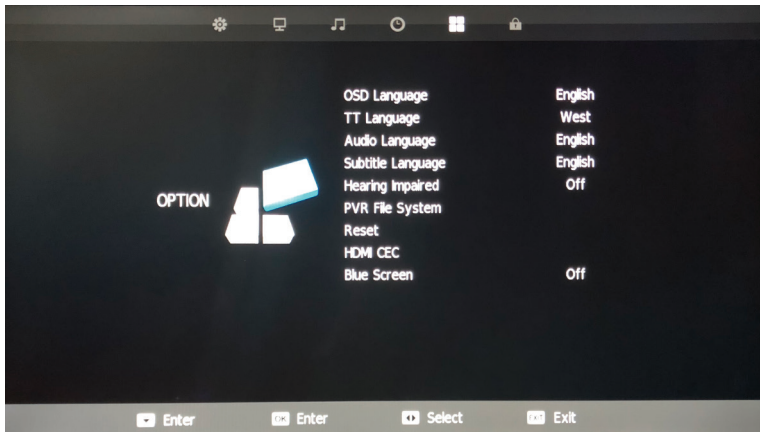 OSD Language English
TT Language West
Audio Language English
Subtitle Language English
Hearing Impaired Off
OPTION
PVR File System
Reset
HDMI CEC
Blue Screen Off
Enter OK Enter Select EXIT Exit